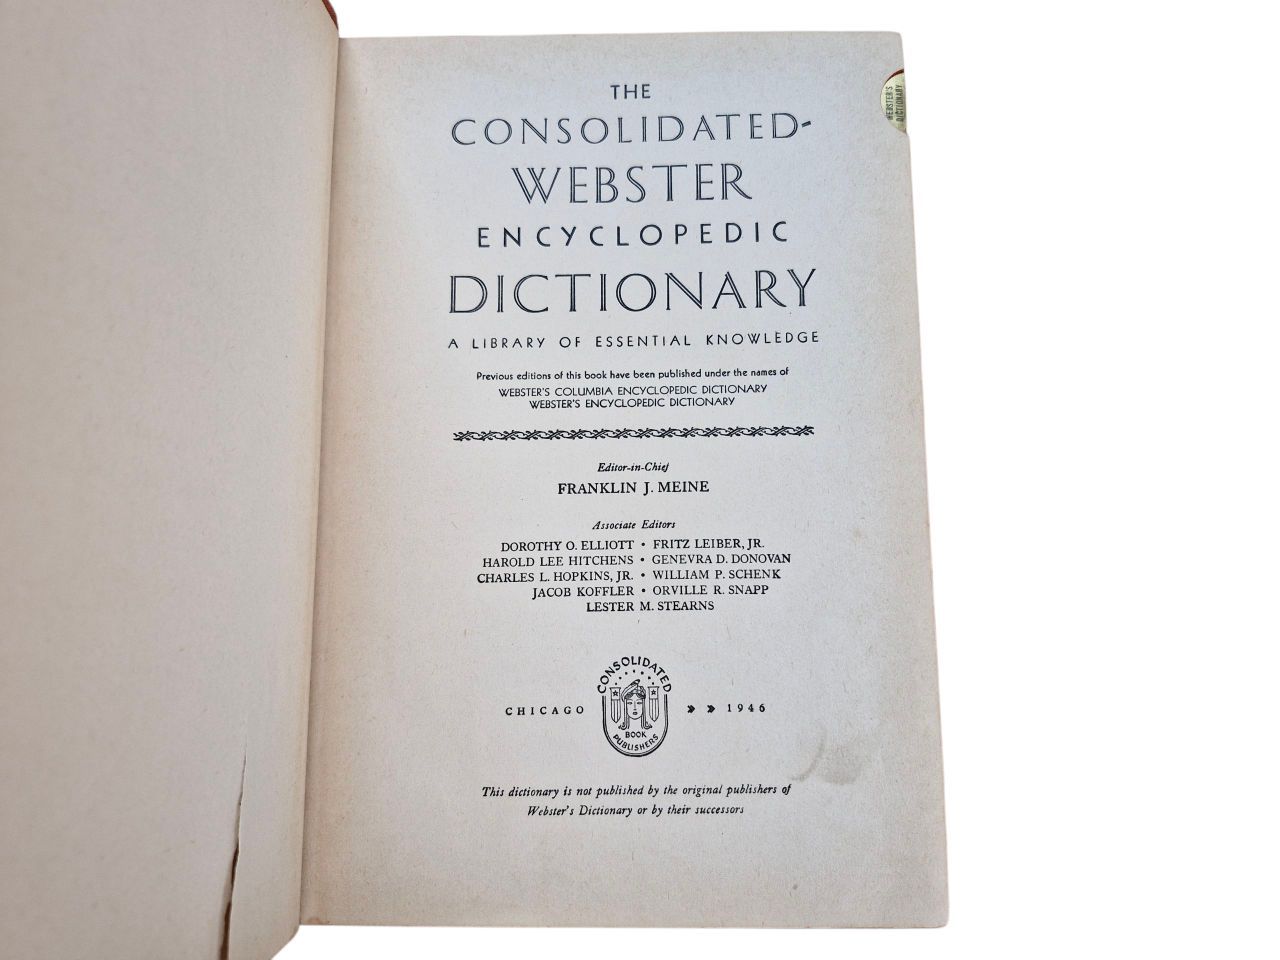 THE
CONSOLIDATED-
WEBSTER
ENCYCLOPEDIC
DICTIONARY
A LIBRARY OF ESSENTIAL KNOWLEDGE
Previous editions of this book have been published under the names of
WEBSTER'S COLUMBIA ENCYCLOPEDIC DICTIONARY
WEBSTER'S ENCYCLOPEDIC DICTIONARY
Editor-in-Chief
FRANKLIN J. MEINE
Associate Editors
DOROTHY O. ELLIOTT • FRITZ LEIBER, JR.
HAROLD LEE HITCHENS • GENEVRA D. DONOVAN
CHARLES L. HOPKINS, JR. • WILLIAM P. SCHENK
JACOB KOFFLER • ORVILLE R. SNAPP
LESTER M. STEARNS
CONSOLIDATED
BOOK
PUBLISHERS
CHICAGO » » 1946
This dictionary is not published by the original publishers of
Webster's Dictionary or by their successors
WEBSTER'S
DICTIONARY